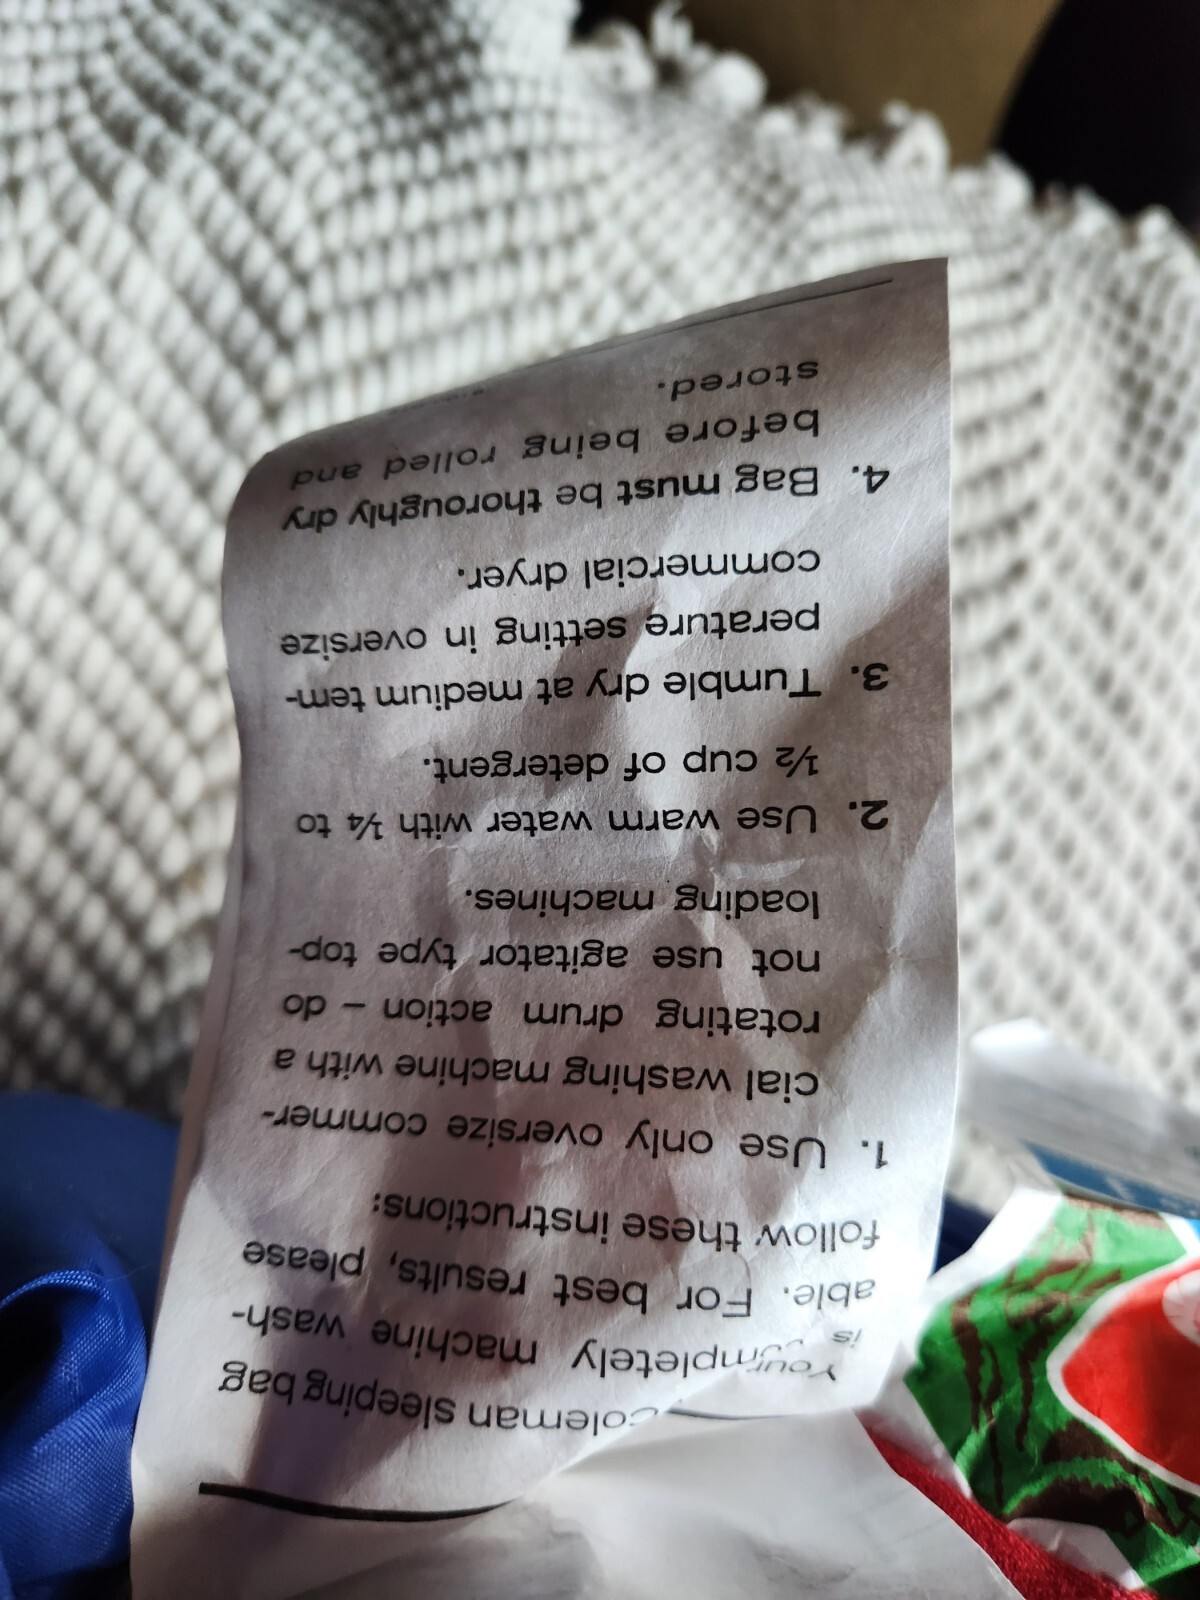 Your Coleman sleeping bag
is completely machine wash-
able. For best results, please
follow these instructions:
1. Use only oversize commer-
cial washing machine with a
rotating drum action – do
not use agitator type top-
loading machines.
2. Use warm water with ¼ to
½ cup of detergent.
3. Tumble dry at medium tem-
perature setting in oversize
commercial dryer.
4. Bag must be thoroughly dry
before being rolled and
stored.